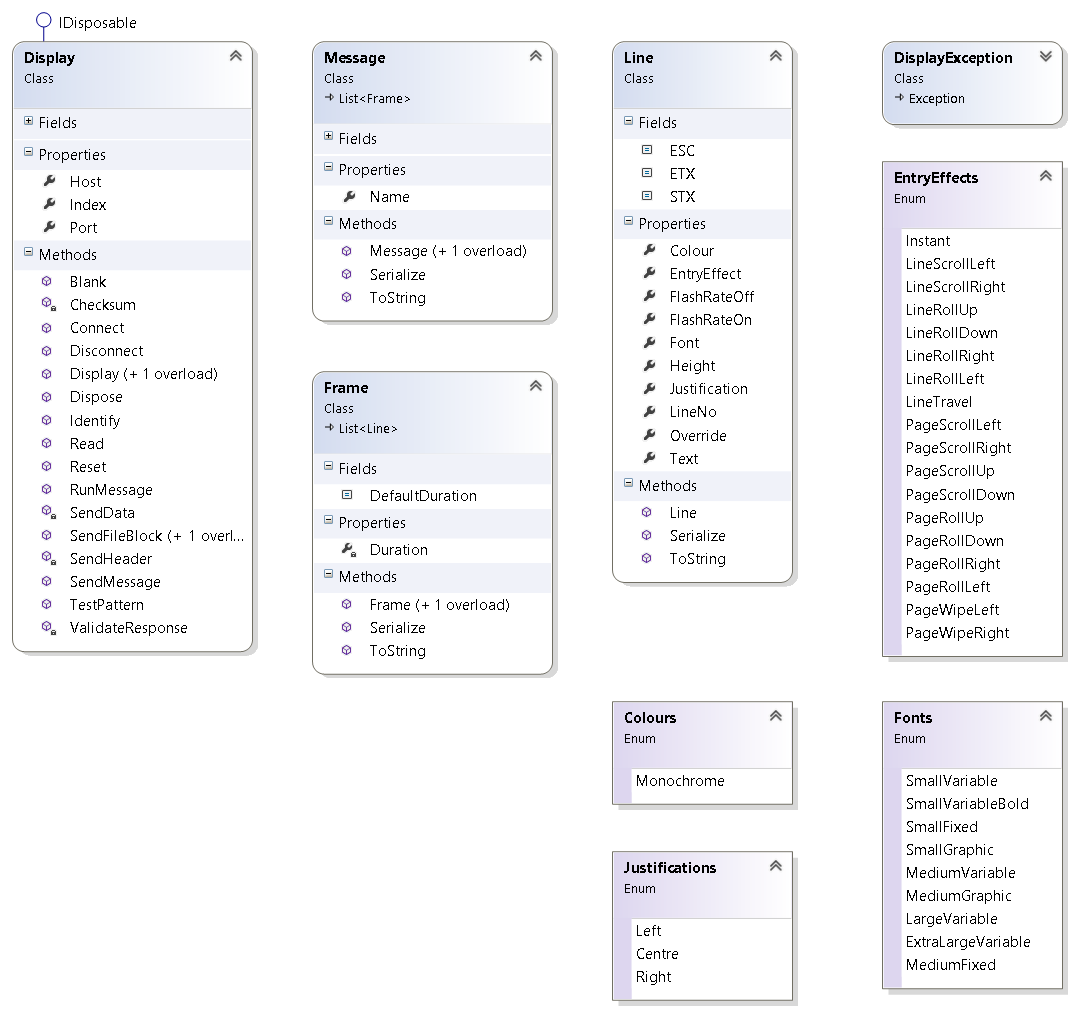 IDisposable
Display
Class
Fields
Properties
Host
Index
Port
Methods
Blank
Checksum
Connect
Disconnect
Display (+ 1 overload)
Dispose
Identify
Read
Reset
RunMessage
SendData
SendFileBlock (+ 1 overl...
SendHeader
SendMessage
TestPattern
ValidateResponse
Message
Class
List<Frame>
Fields
Properties
Name
Methods
Message (+ 1 overload)
Serialize
ToString
Frame
Class
List<Line>
Fields
DefaultDuration
Properties
Duration
Methods
Frame (+ 1 overload)
Serialize
ToString
Line
Class
Fields
ESC
ETX
STX
Properties
Colour
EntryEffect
FlashRateOff
FlashRateOn
Font
Height
Justification
LineNo
Override
Text
Methods
Line
Serialize
ToString
Colours
Enum
Monochrome
Justifications
Enum
Left
Centre
Right
DisplayException
Class
Exception
EntryEffects
Enum
Instant
LineScrollLeft
LineScrollRight
LineRollUp
LineRollDown
LineRollRight
LineRollLeft
LineTravel
PageScrollLeft
PageScrollRight
PageScrollUp
PageScrollDown
PageRollUp
PageRollDown
PageRollRight
PageRollLeft
PageWipeLeft
PageWipeRight
Fonts
Enum
SmallVariable
SmallVariableBold
SmallFixed
SmallGraphic
MediumVariable
MediumGraphic
LargeVariable
ExtraLargeVariable
MediumFixed